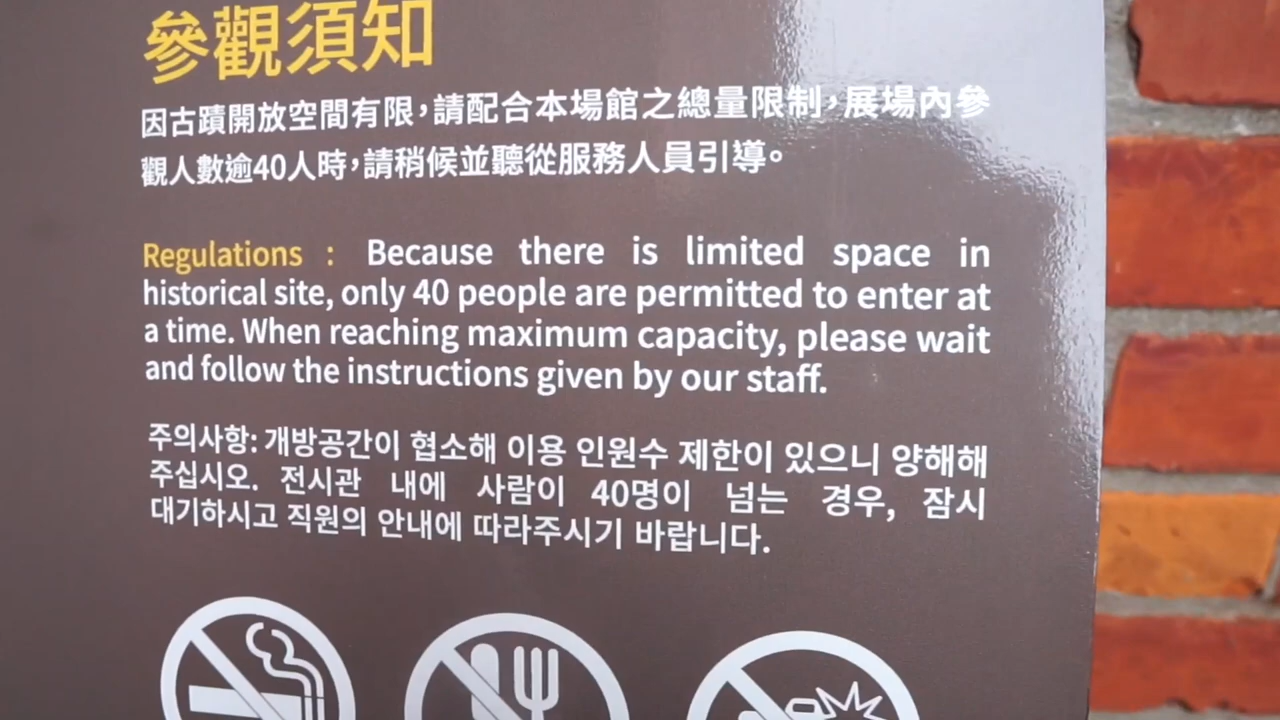 參觀須知
因古蹟開放空間有限，請配合本場館之總量限制，展場內參
觀人數逾40人時，請稍候並聽從服務人員引導。
Regulations : Because there is limited space in
historical site, only 40 people are permitted to enter at
a time. When reaching maximum capacity, please wait
and follow the instructions given by our staff.
주의사항: 개방공간이 협소해 이용 인원수 제한이 있으니 양해해
주십시오. 전시관 내에 사람이 40명이 넘는 경우, 잠시
대기하시고 직원의 안내에 따라주시기 바랍니다.